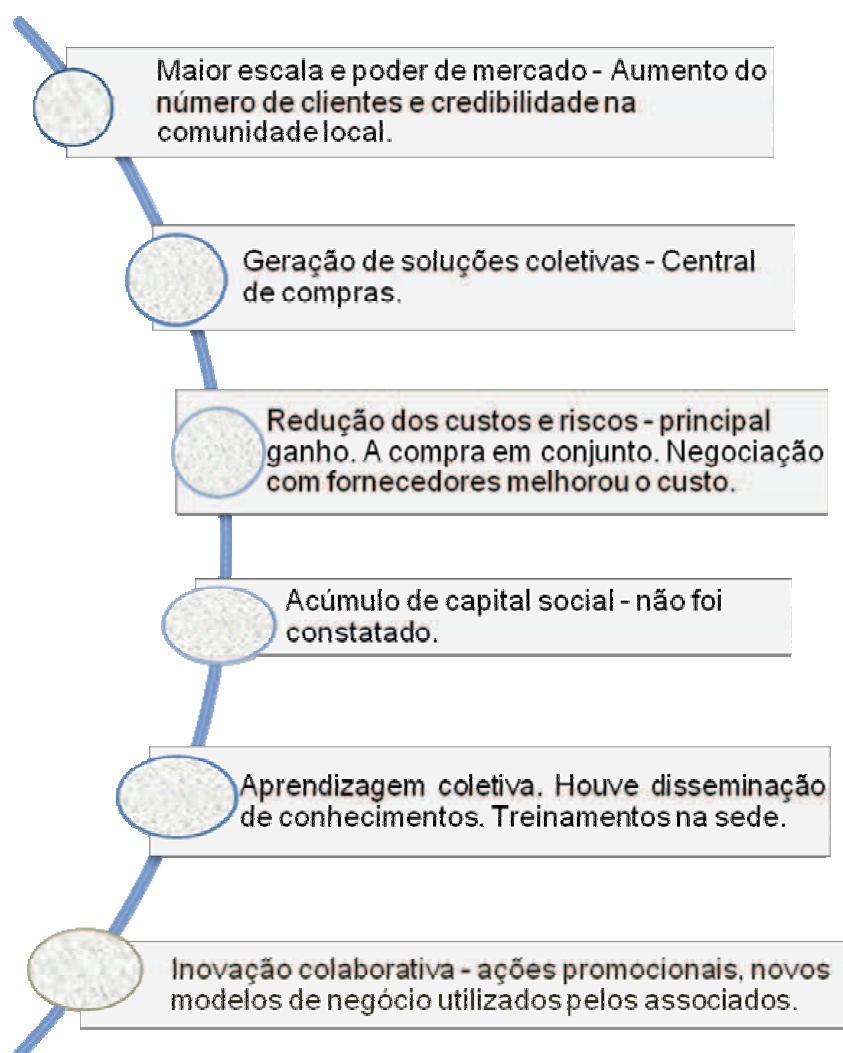 Maior escala e poder de mercado - Aumento do
número de clientes e credibilidade na
comunidade local.
Geração de soluções coletivas - Central
de compras.
Redução dos custos e riscos - principal
ganho. A compra em conjunto. Negociação
com fornecedores melhorou o custo.
Acúmulo de capital social - não foi
constatado.
Aprendizagem coletiva. Houve disseminação
de conhecimentos. Treinamentos na sede.
Inovação colaborativa - ações promocionais, novos
modelos de negócio utilizados pelos associados.